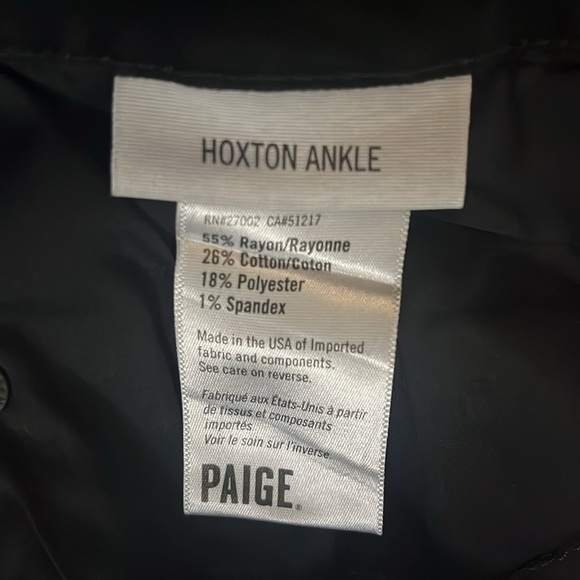 HOXTON ANKLE
RN#27002 CA#51217
55% Rayon/Rayonne
26% Cotton/Coton
18% Polyester
1% Spandex
Made in the USA of Imported
fabric and components.
See care on reverse.
Fabriqué aux États-Unis à partir
de tissus et composants
importés
Voir le soin sur l'inverse
PAIGE.